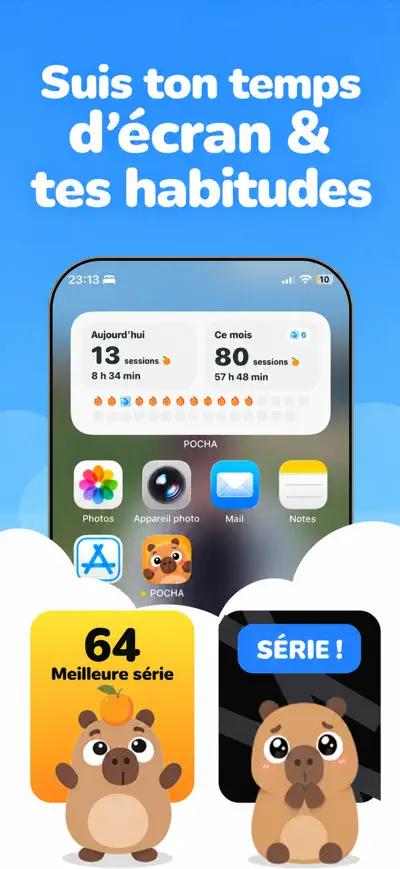 Suis ton temps
d'écran &
tes habitudes
23:13
10
Aujourd'hui
13 sessions
8 h 34 min
Ce mois
6
80 sessions
57 h 48 min
POCHA
Photos
Appareil photo
Mail
Notes
POCHA
64
Meilleure série
SÉRIE !